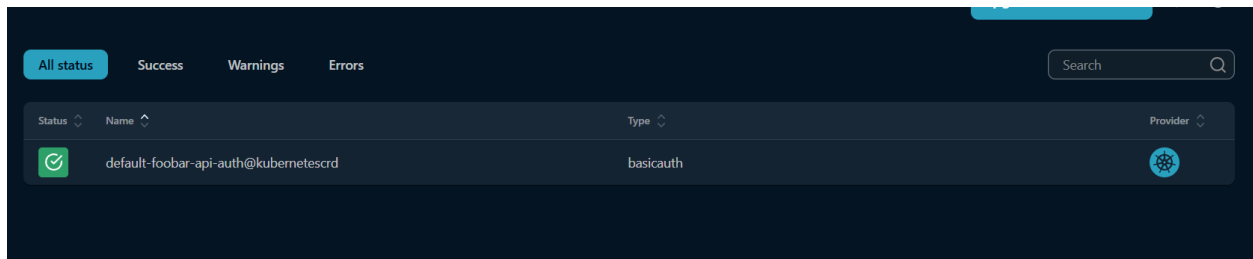 All status Success Warnings Errors Search
Status Name Type Provider
default-foobar-api-auth@kubernetescrd basicauth